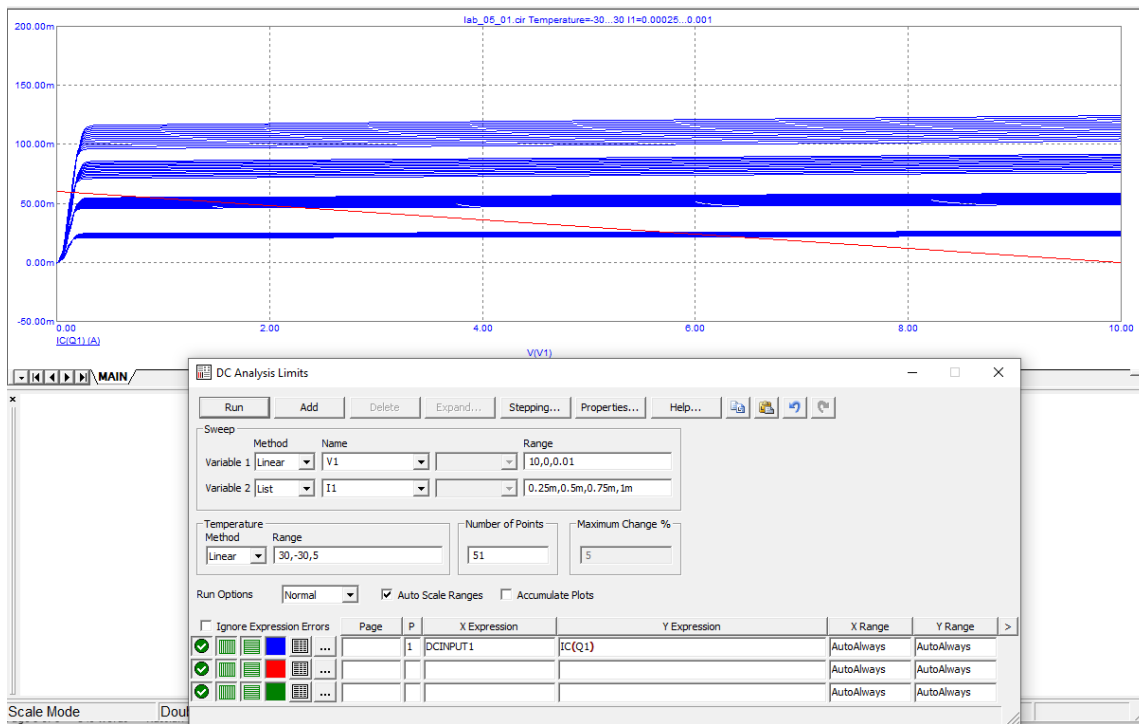 lab_05_01.cir Temperature=-30...30 I1=0.00025...0.001
200.00m
150.00m
100.00m
50.00m
0.00m
-50.00m
0.00 2.00 4.00 6.00 8.00 10.00
IC(Q1) (A)
V(V1)
MAIN
DC Analysis Limits
Run Add Delete Expand... Stepping... Properties... Help...
Sweep
Method Name Range
Variable 1 Linear V1 10,0,0.01
Variable 2 List I1 0.25m,0.5m,0.75m,1m
Temperature Number of Points Maximum Change %
Method Range
Linear 30,-30,5 51 5
Run Options Normal Auto Scale Ranges Accumulate Plots
Ignore Expression Errors Page P X Expression Y Expression X Range Y Range >
... 1 DCINPUT1 IC(Q1) AutoAlways AutoAlways
... AutoAlways AutoAlways
... AutoAlways AutoAlways
Scale Mode Doul